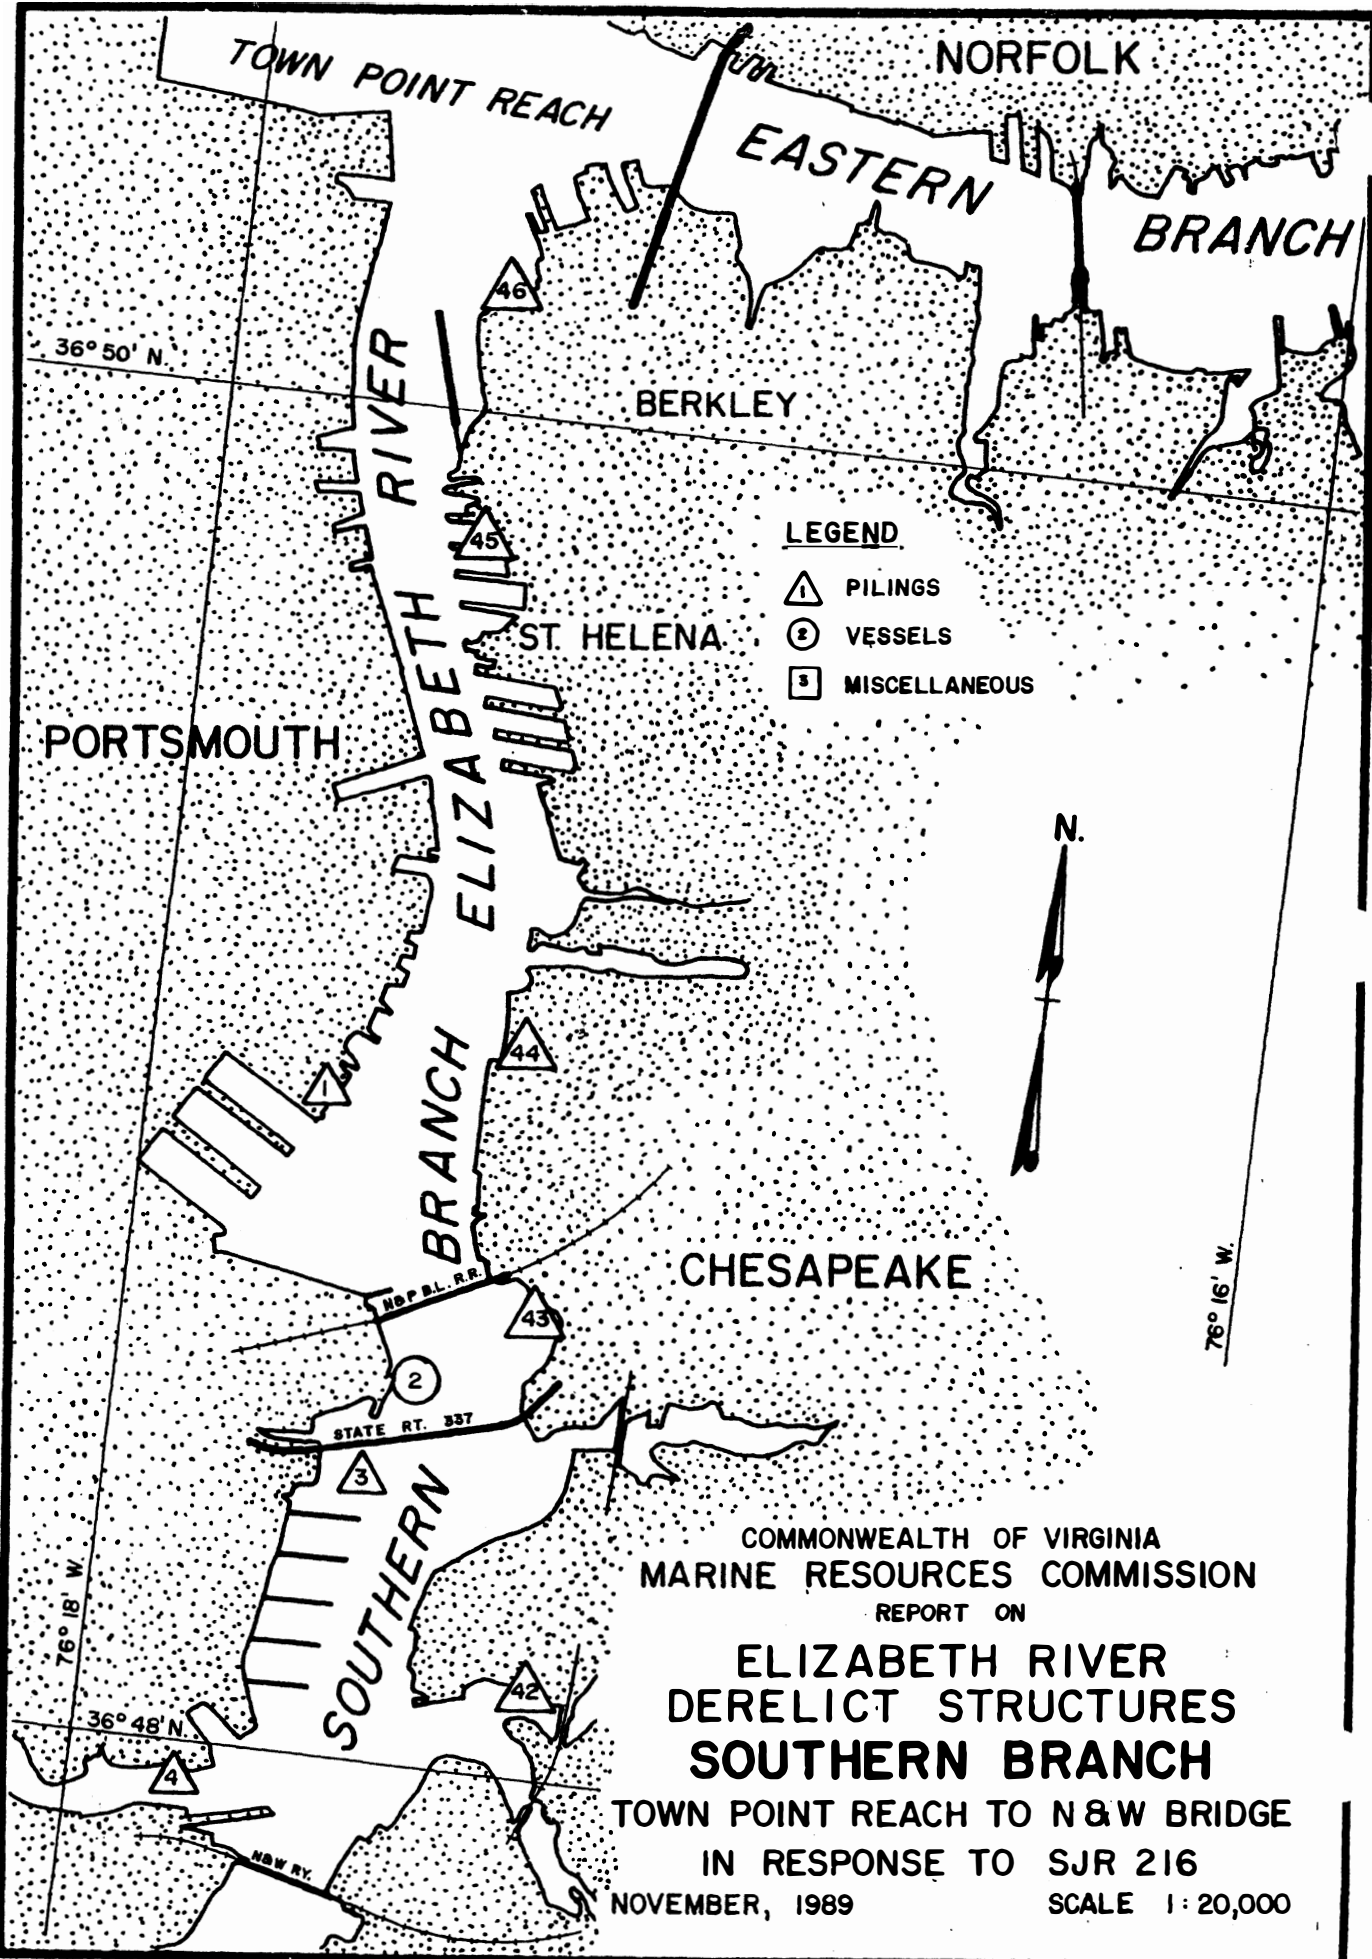 NORFOLK
TOWN POINT REACH
EASTERN
BRANCH
46
36° 50' N.
RIVER
BERKLEY
45
LEGEND
1 PILINGS
2 VESSELS
3 MISCELLANEOUS
ST. HELENA
ELIZABETH
PORTSMOUTH
N.
44
1
BRANCH
CHESAPEAKE
N&P B.L. R.R.
43
76° 16' W.
2
STATE RT. 337
3
SOUTHERN
76° 18' W.
42
36° 48' N.
4
N&W RY.
COMMONWEALTH OF VIRGINIA
MARINE RESOURCES COMMISSION
REPORT ON
ELIZABETH RIVER
DERELICT STRUCTURES
SOUTHERN BRANCH
TOWN POINT REACH TO N&W BRIDGE
IN RESPONSE TO SJR 216
NOVEMBER, 1989 SCALE 1:20,000